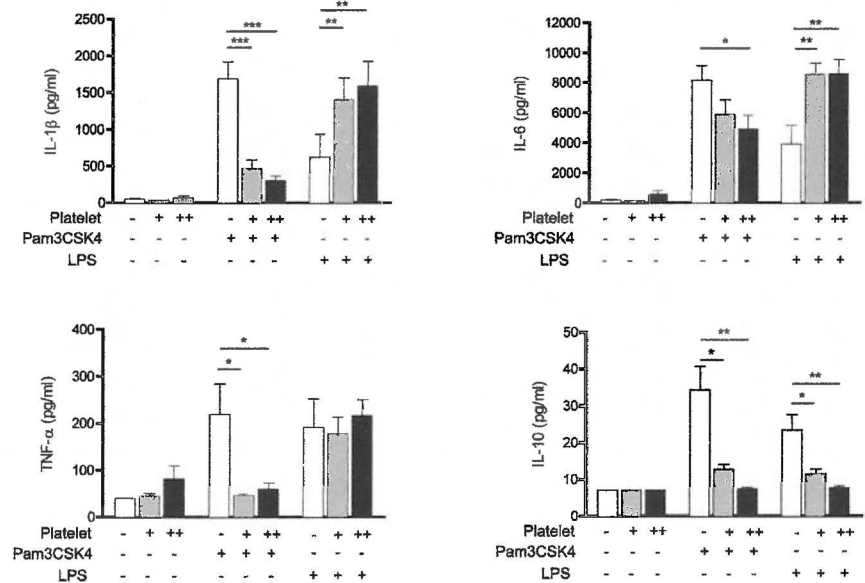 *** **
*** **
2500
2000
1500
1000
500
0
IL-1β (pg/ml)
Platelet - + ++ - + ++ - + ++
Pam3CSK4 - - - + + + - - -
LPS - - - - - - + + +
* **
**
12000
10000
8000
6000
4000
2000
0
IL-6 (pg/ml)
Platelet - + ++ - + ++ - + ++
Pam3CSK4 - - - + + + - - -
LPS - - - - - - + + +
*
*
400
300
200
100
0
TNF-α (pg/ml)
Platelet - + ++ - + ++ - + ++
Pam3CSK4 - - - + + + - - -
LPS - - - - - - + + +
**
* **
*
50
40
30
20
10
0
IL-10 (pg/ml)
Platelet - + ++ - + ++ - + ++
Pam3CSK4 - - - + + + - - -
LPS - - - - - - + + +